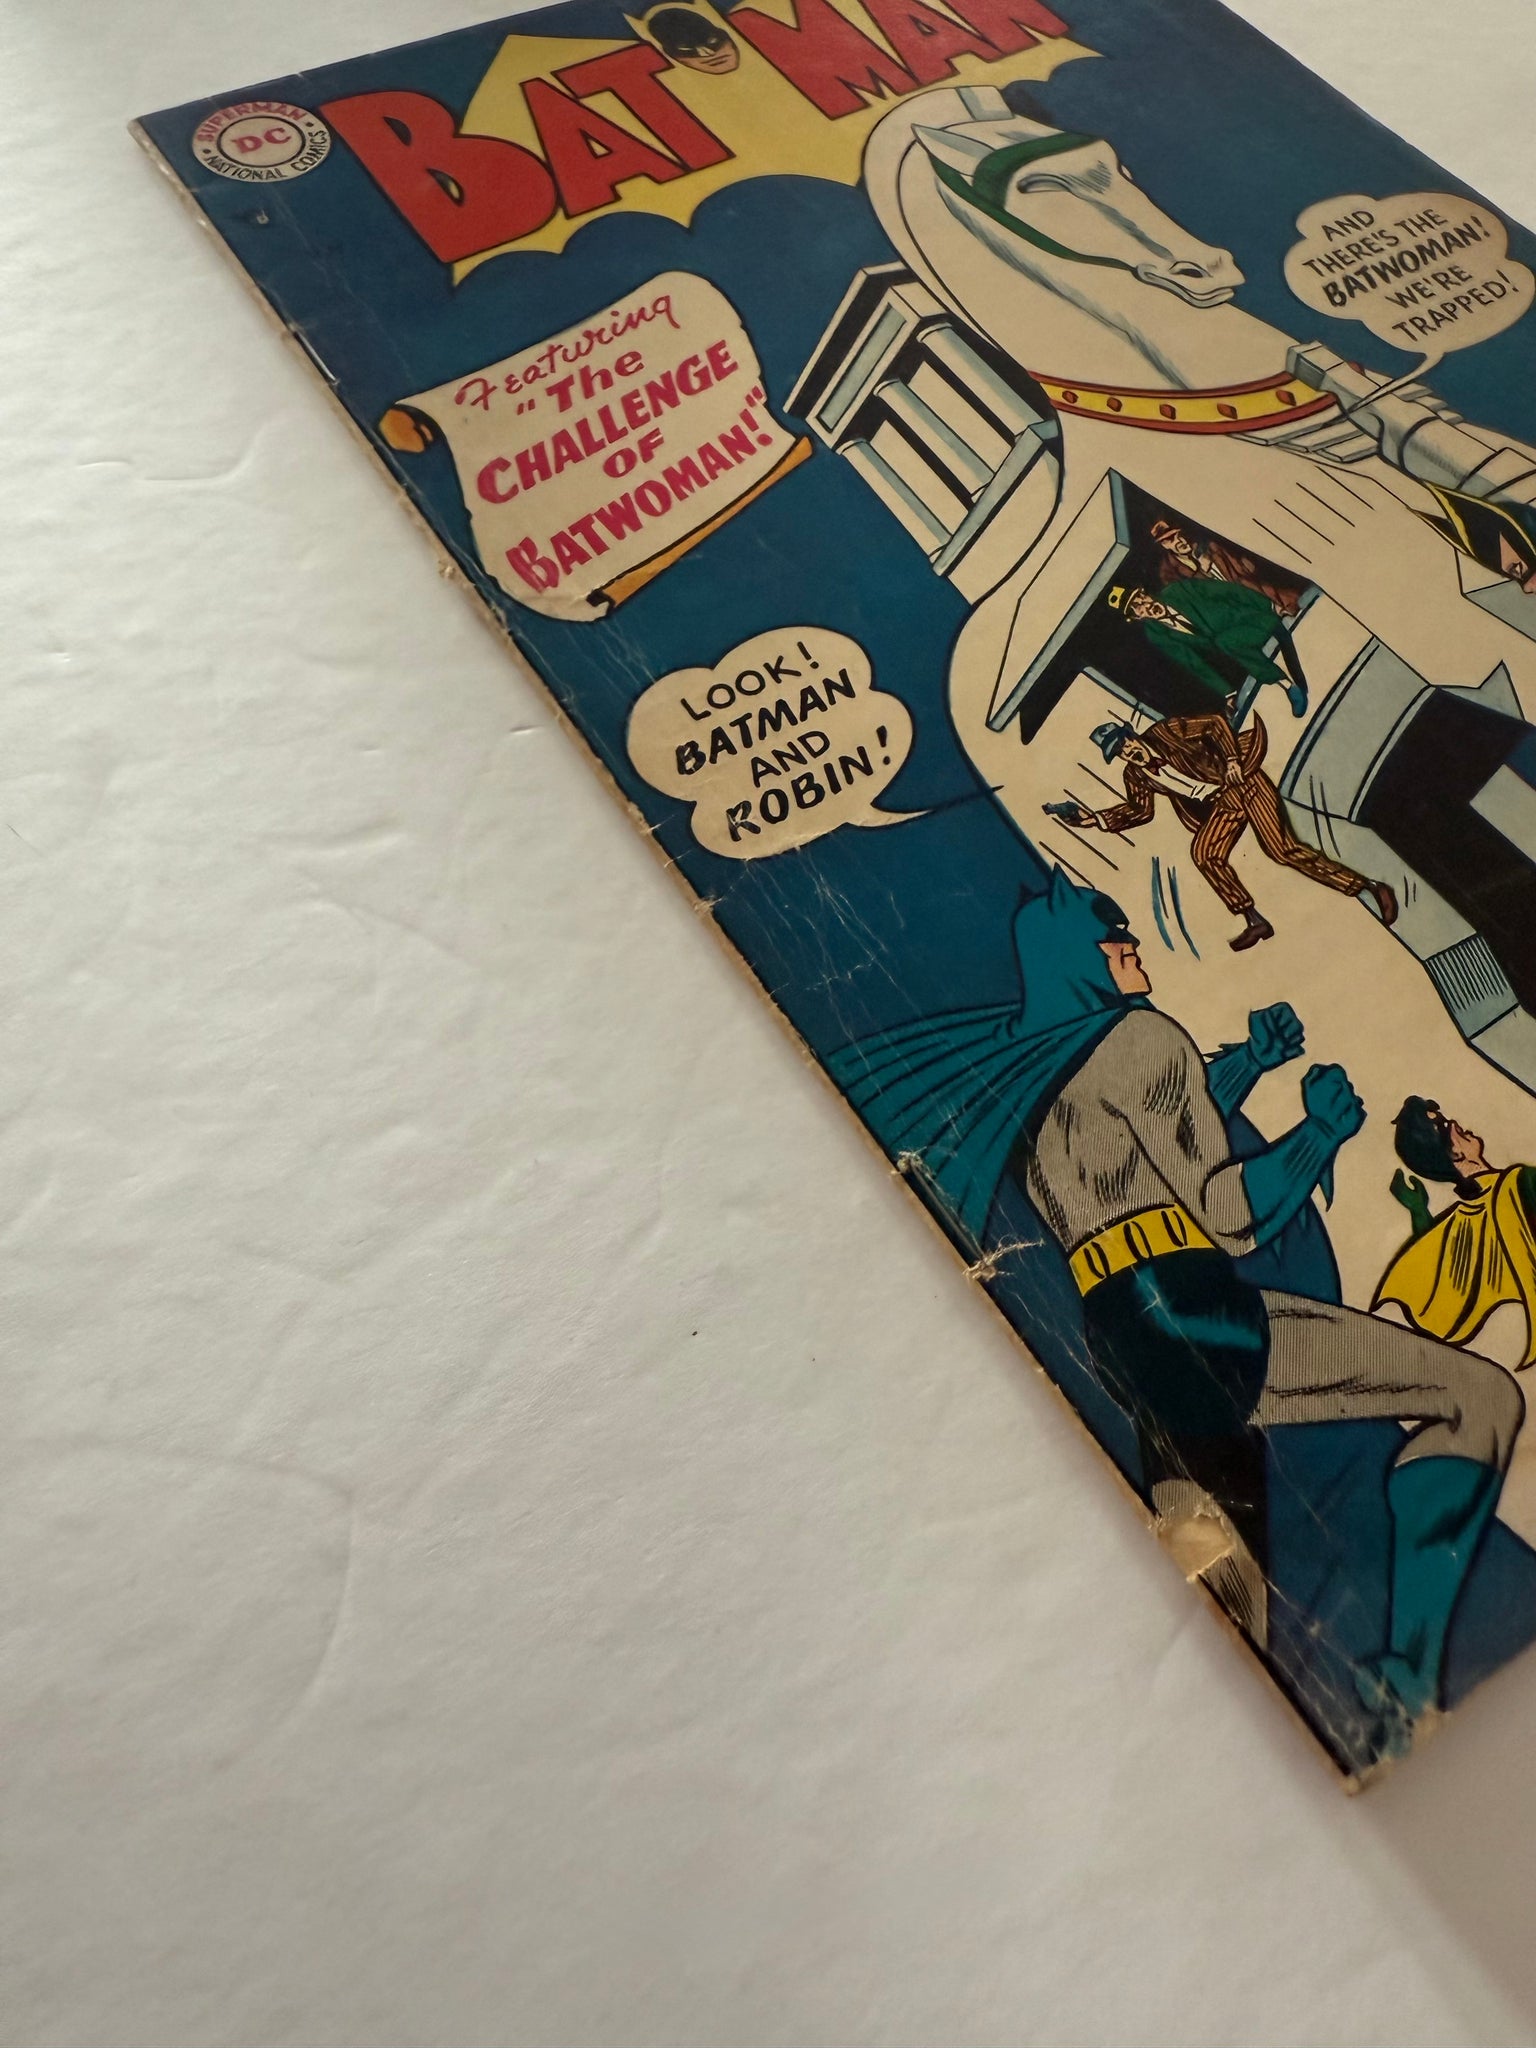 SUPERMAN
DC
NATIONAL COMICS
BATMAN
Featuring
"The
CHALLENGE
OF
BATWOMAN!"
AND
THERE'S THE
BATWOMAN!
WE'RE
TRAPPED!
LOOK!
BATMAN
AND
ROBIN!